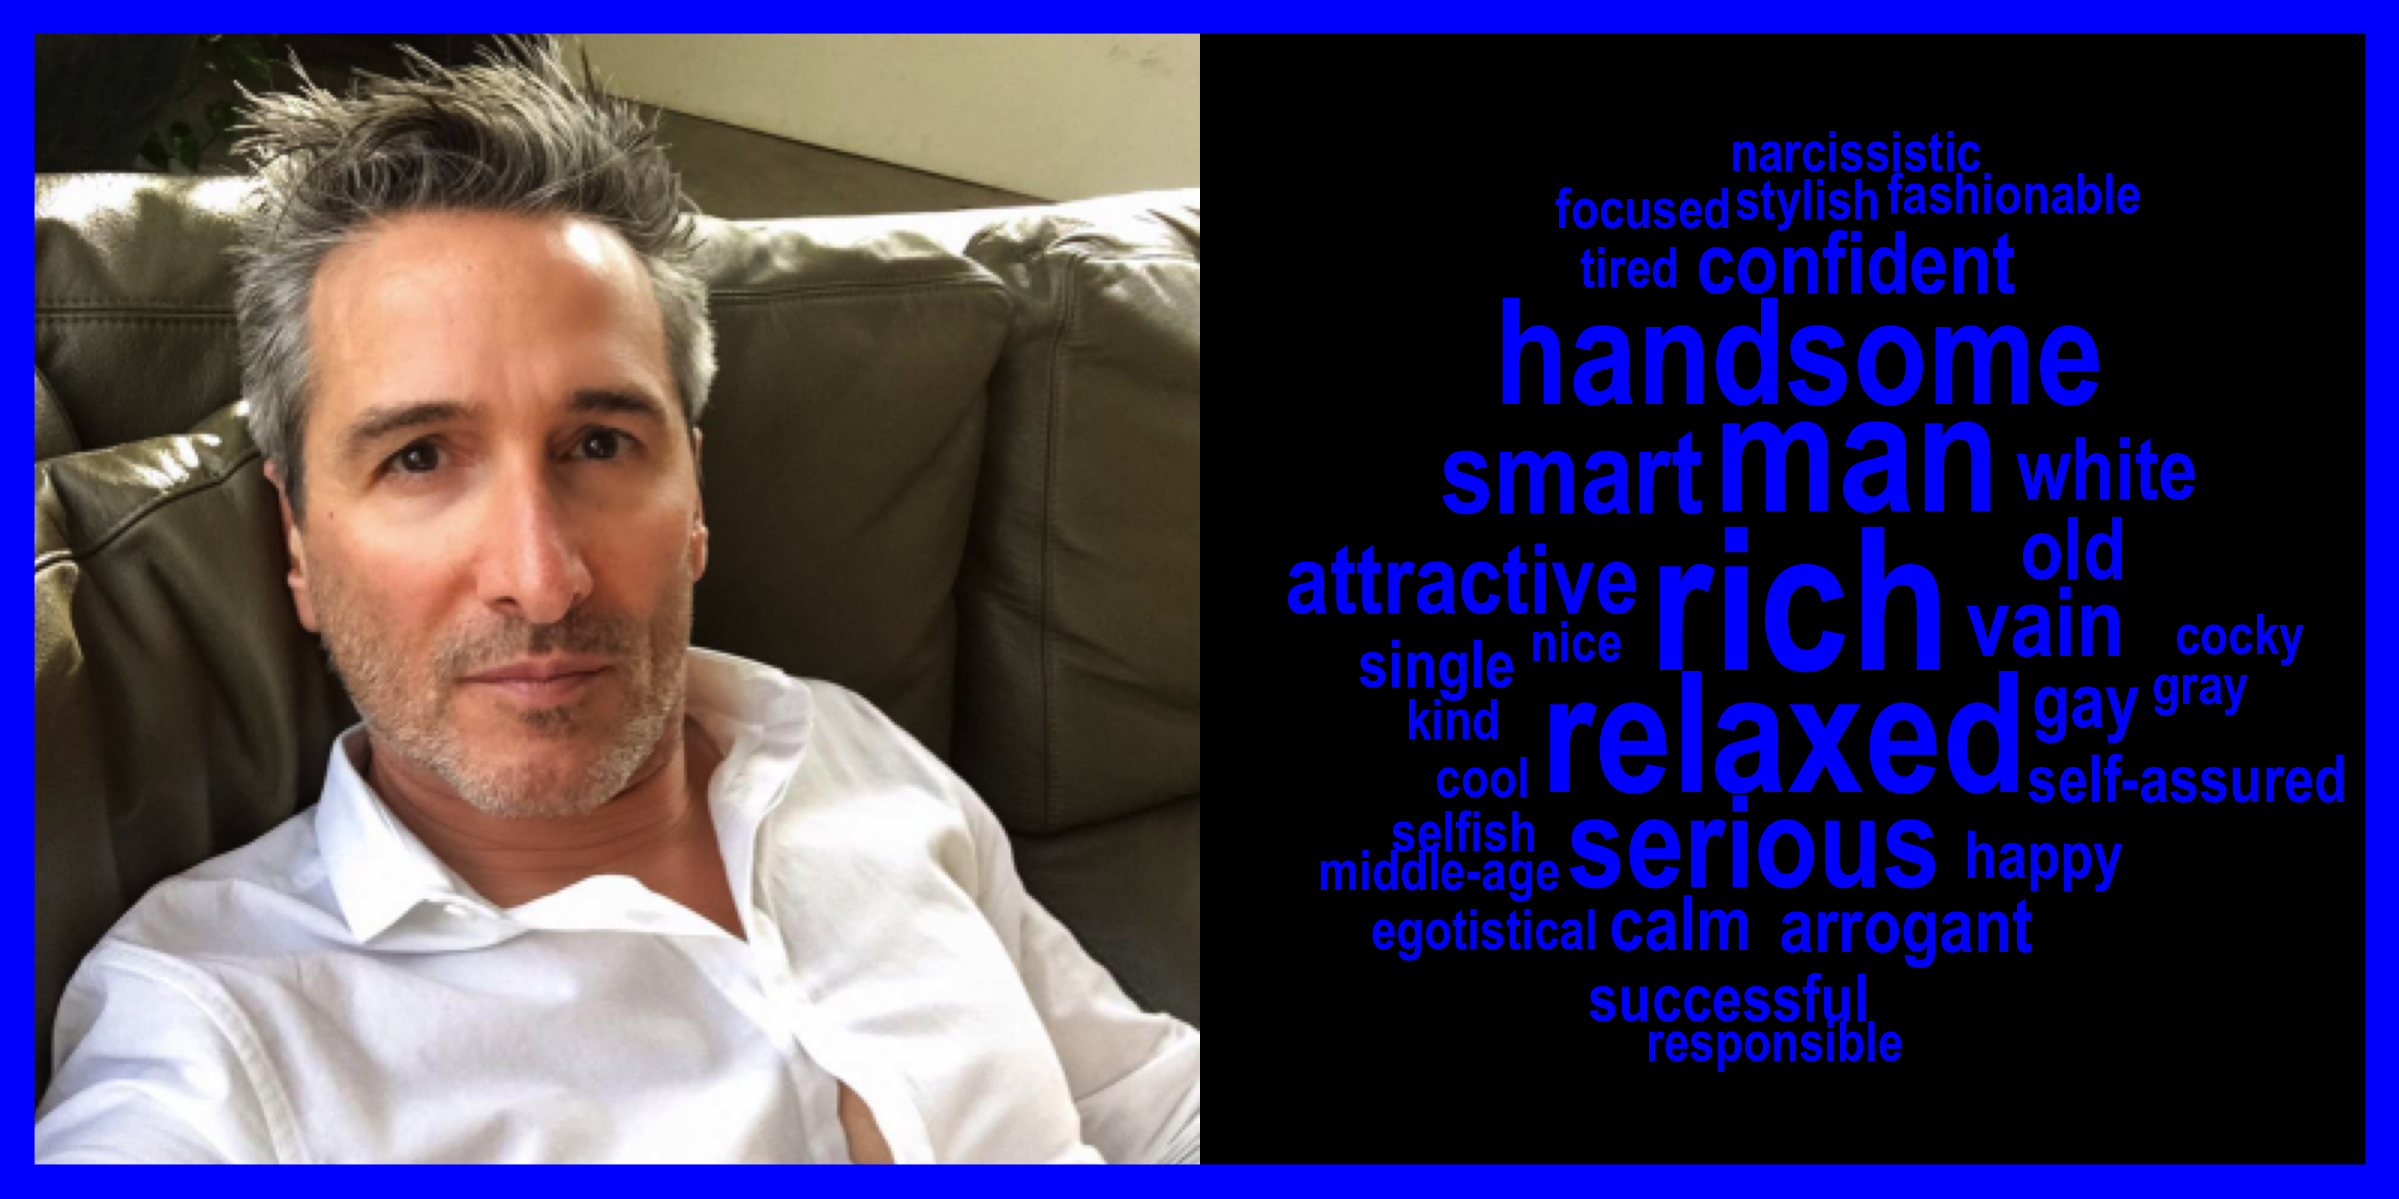 narcissistic
focused stylish fashionable
tired confident
handsome
smart man white
old
attractive rich vain cocky
single nice
kind relaxed gay gray
cool self-assured
selfish serious happy
middle-age
egotistical calm arrogant
successful
responsible